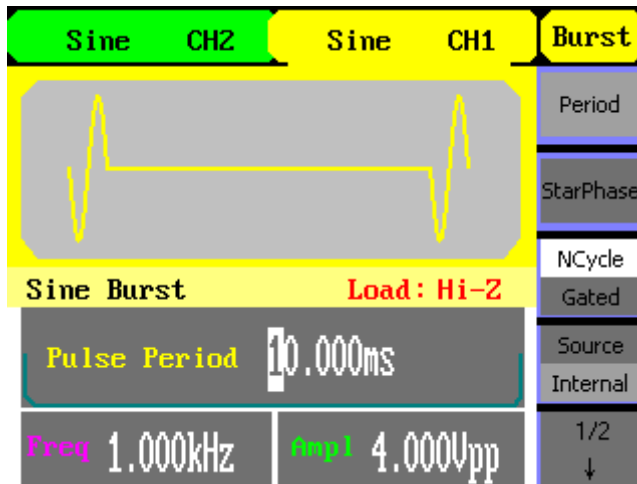 Sine CH2 Sine CH1 Burst
Period
StarPhase
NCycle
Gated
Sine Burst Load: Hi-Z
Pulse Period 10.000ms
Source
Internal
Freq 1.000kHz Ampl 4.000Vpp
1/2
↓